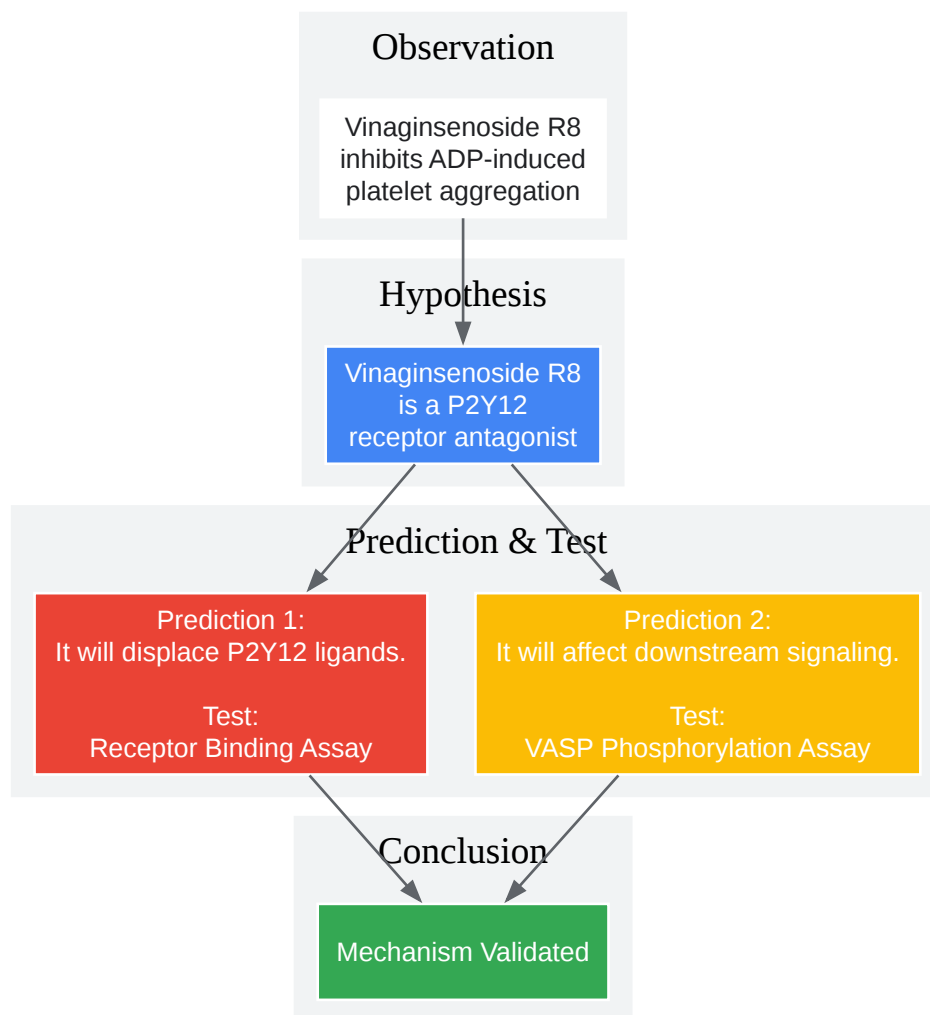 Observation
Vinaginsenoside R8
inhibits ADP-induced
platelet aggregation
Hypothesis
Vinaginsenoside R8
is a P2Y12
receptor antagonist
Prediction & Test
Prediction 1:
It will displace P2Y12 ligands.
Test:
Receptor Binding Assay
Prediction 2:
It will affect downstream signaling.
Test:
VASP Phosphorylation Assay
Conclusion
Mechanism Validated